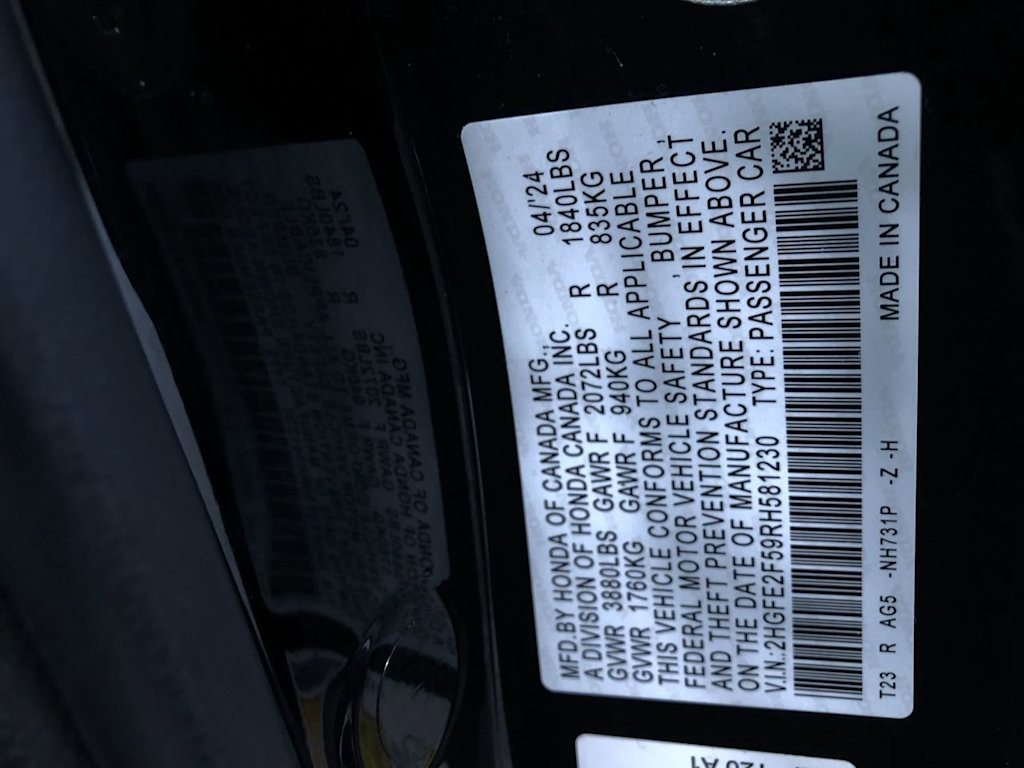 MFD.BY HONDA OF CANADA MFG., 04/'24
A DIVISION OF HONDA CANADA INC.
GVWR 3880LBS GAWR F 2072LBS R 1840LBS
GVWR 1760KG GAWR F 940KG R 835KG
THIS VEHICLE CONFORMS TO ALL APPLICABLE
FEDERAL MOTOR VEHICLE SAFETY , BUMPER ,
AND THEFT PREVENTION STANDARDS IN EFFECT
ON THE DATE OF MANUFACTURE SHOWN ABOVE.
V.I.N.:2HGFE2F59RH581230 TYPE: PASSENGER CAR
T23 R AG5 -NH731P -Z -H MADE IN CANADA